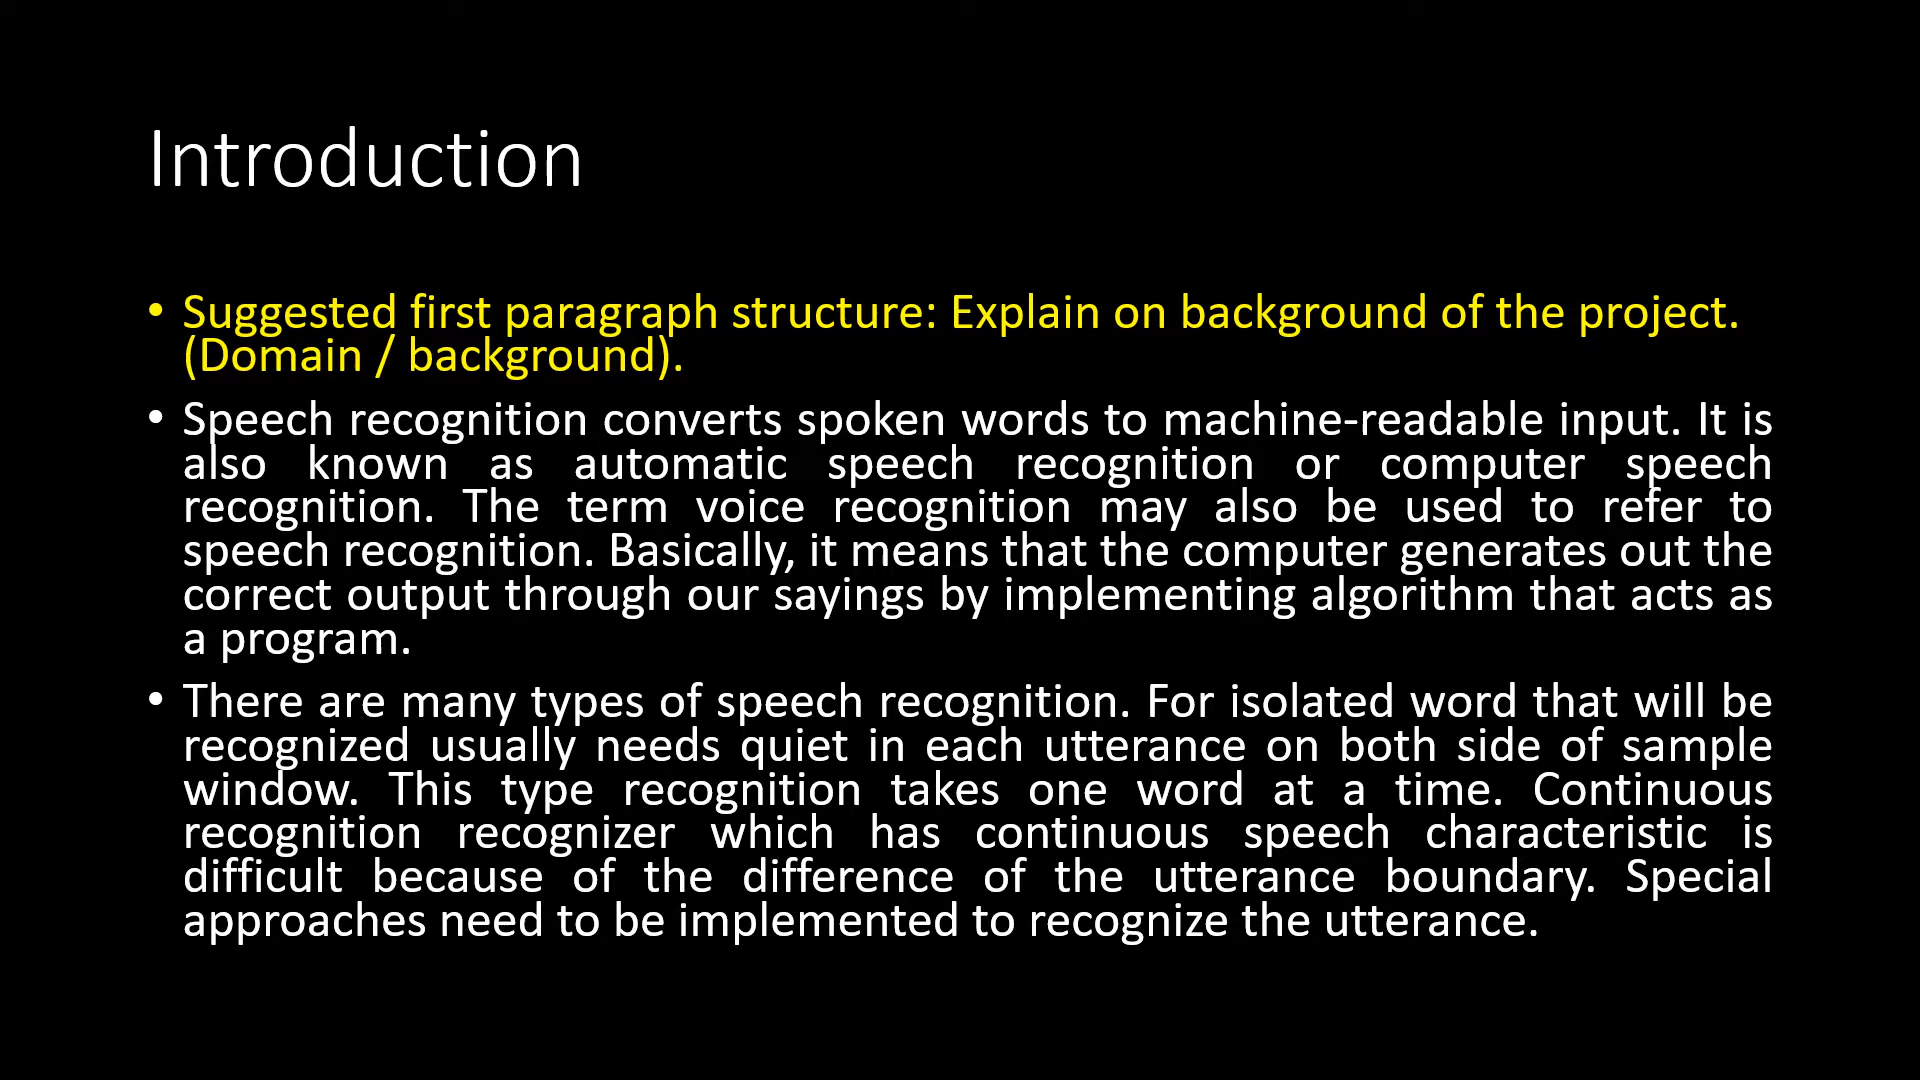 Introduction
• Suggested first paragraph structure: Explain on background of the project.
(Domain / background).
• Speech recognition converts spoken words to machine-readable input. It is
also known as automatic speech recognition or computer speech
recognition. The term voice recognition may also be used to refer to
speech recognition. Basically, it means that the computer generates out the
correct output through our sayings by implementing algorithm that acts as
a program.
• There are many types of speech recognition. For isolated word that will be
recognized usually needs quiet in each utterance on both side of sample
window. This type recognition takes one word at a time. Continuous
recognition recognizer which has continuous speech characteristic is
difficult because of the difference of the utterance boundary. Special
approaches need to be implemented to recognize the utterance.